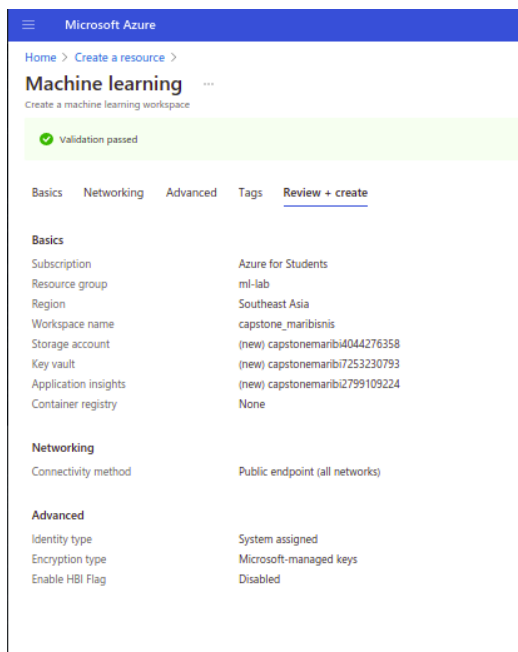 Microsoft Azure
Home > Create a resource >
Machine learning ...
Create a machine learning workspace
Validation passed
Basics Networking Advanced Tags Review + create
Basics
Subscription Azure for Students
Resource group ml-lab
Region Southeast Asia
Workspace name capstone_maribisnis
Storage account (new) capstonemaribi4044276358
Key vault (new) capstonemaribi7253230793
Application insights (new) capstonemaribi2799109224
Container registry None
Networking
Connectivity method Public endpoint (all networks)
Advanced
Identity type System assigned
Encryption type Microsoft-managed keys
Enable HBI Flag Disabled